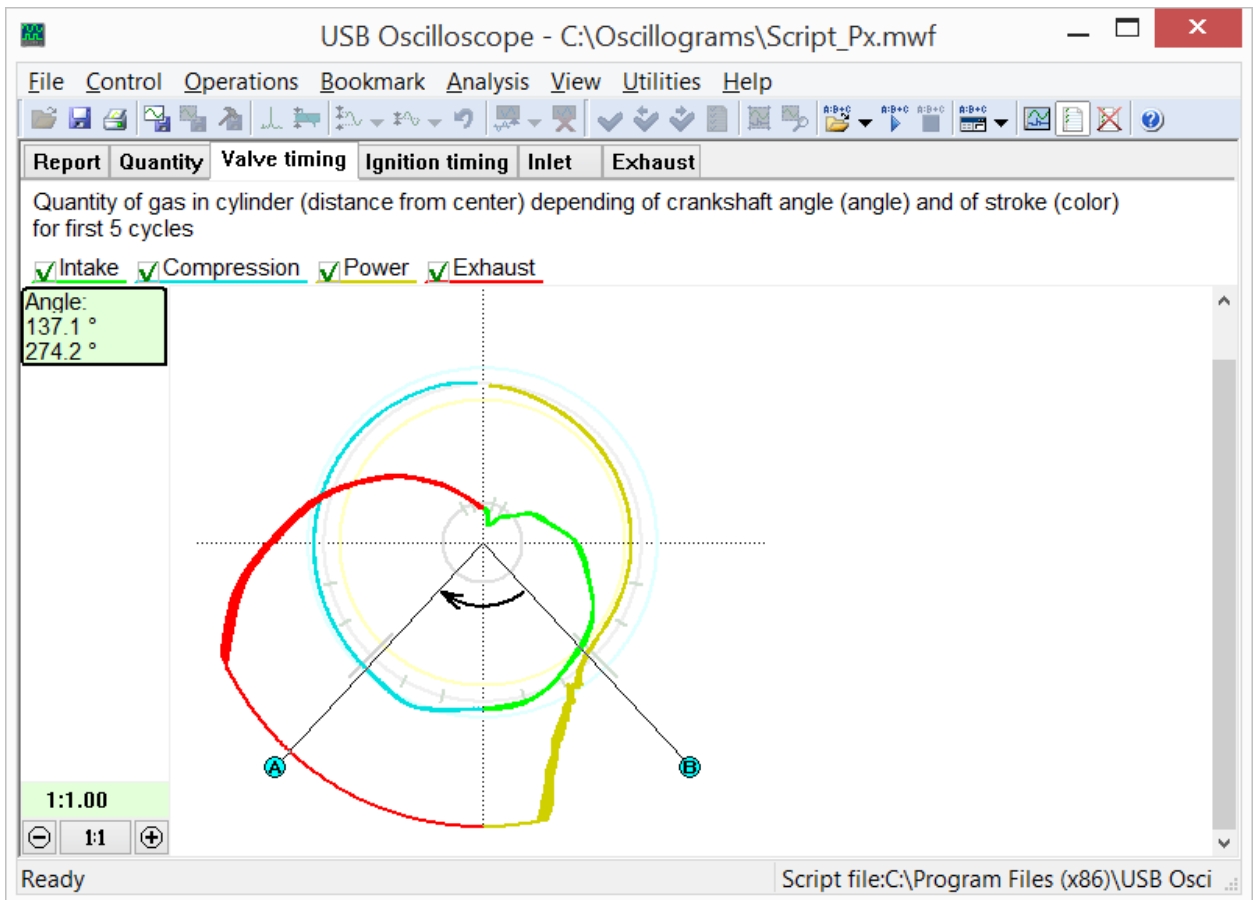 USB Oscilloscope - C:\Oscillograms\Script_Px.mwf
File Control Operations Bookmark Analysis View Utilities Help
A:B+C A:B+C A:B+C A:B+C
Report Quantity Valve timing Ignition timing Inlet Exhaust
Quantity of gas in cylinder (distance from center) depending of crankshaft angle (angle) and of stroke (color)
for first 5 cycles
Intake Compression Power Exhaust
Angle:
137.1 °
274.2 °
A B
1:1.00
1:1
Ready Script file:C:\Program Files (x86)\USB Osci